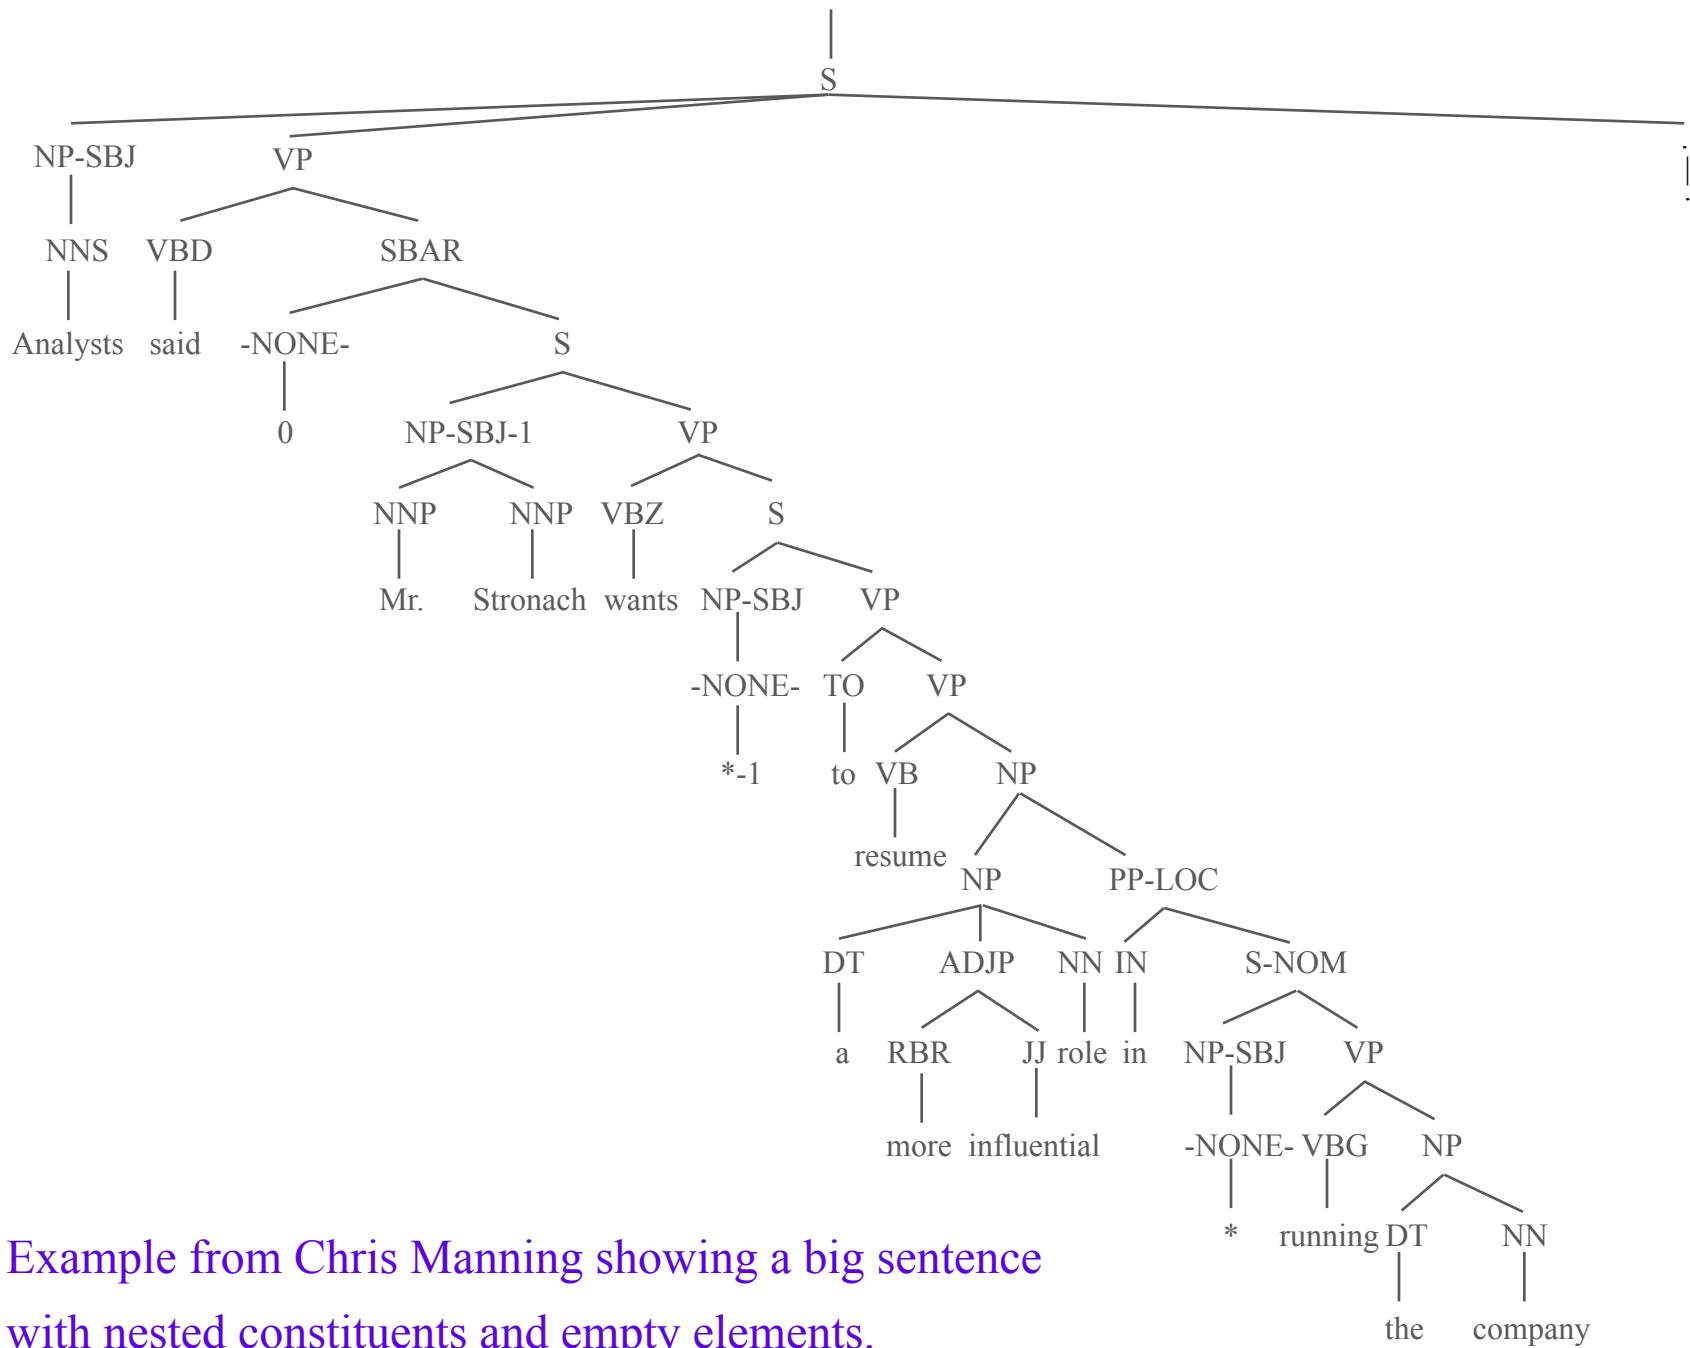 S
NP-SBJ VP .
NNS VBD SBAR .
Analysts said -NONE- S
0 NP-SBJ-1 VP
NNP NNP VBZ S
Mr. Stronach wants NP-SBJ VP
-NONE- TO VP
*-1 to VB NP
resume
NP PP-LOC
DT ADJP NN IN S-NOM
a RBR JJ role in NP-SBJ VP
more influential -NONE- VBG NP
* running DT NN
the company
Example from Chris Manning showing a big sentence
with nested constituents and empty elements.